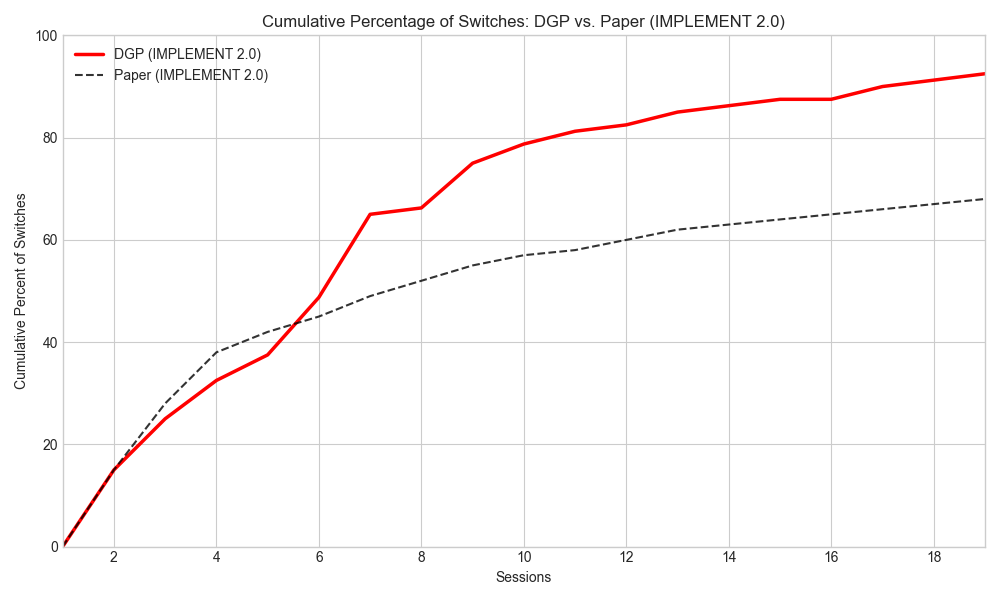 Cumulative Percentage of Switches: DGP vs. Paper (IMPLEMENT 2.0)
DGP (IMPLEMENT 2.0)
Paper (IMPLEMENT 2.0)
Cumulative Percent of Switches
100
80
60
40
20
0
2 4 6 8 10 12 14 16 18
Sessions